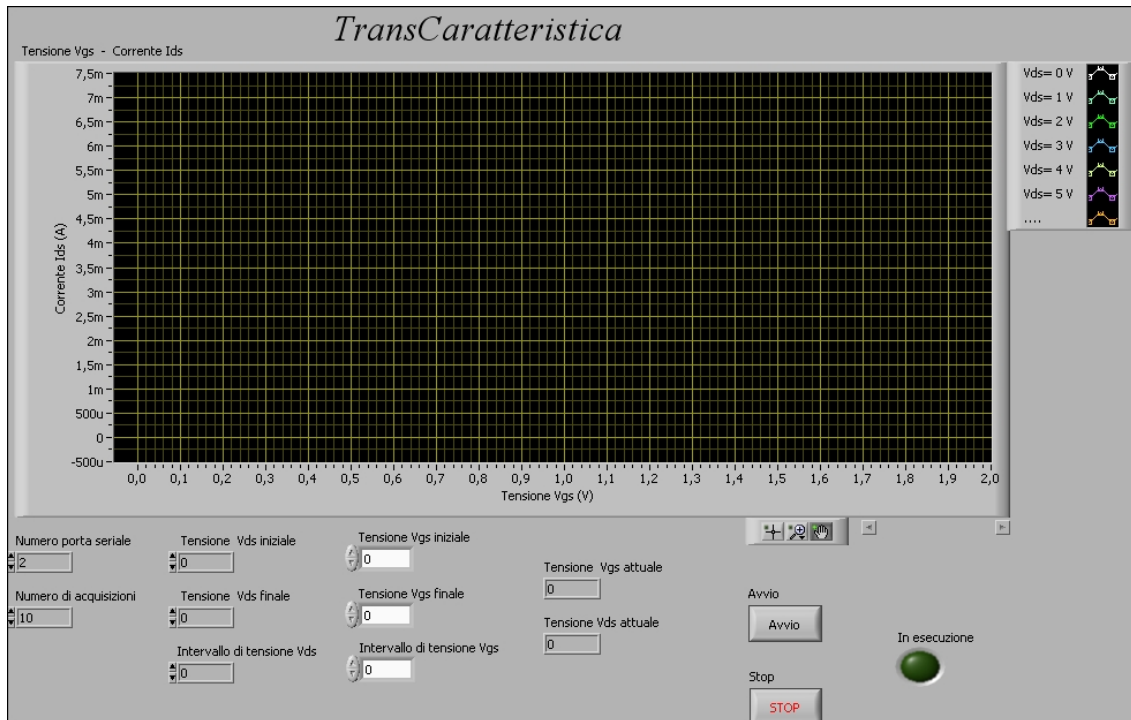 TransCaratteristica
Tensione Vgs - Corrente Ids
7,5m
7m
6,5m
6m
5,5m
5m
4,5m
4m
3,5m
3m
2,5m
2m
1,5m
1m
500u
0
-500u
Corrente Ids (A)
0,0 0,1 0,2 0,3 0,4 0,5 0,6 0,7 0,8 0,9 1,0 1,1 1,2 1,3 1,4 1,5 1,6 1,7 1,8 1,9 2,0
Tensione Vgs (V)
Vds= 0 V
Vds= 1 V
Vds= 2 V
Vds= 3 V
Vds= 4 V
Vds= 5 V
....
Numero porta seriale
2
Numero di acquisizioni
10
Tensione Vds iniziale
0
Tensione Vds finale
0
Intervallo di tensione Vds
0
Tensione Vgs iniziale
0
Tensione Vgs finale
0
Intervallo di tensione Vgs
0
Tensione Vgs attuale
0
Tensione Vds attuale
0
Avvio
Avvio
Stop
STOP
In esecuzione